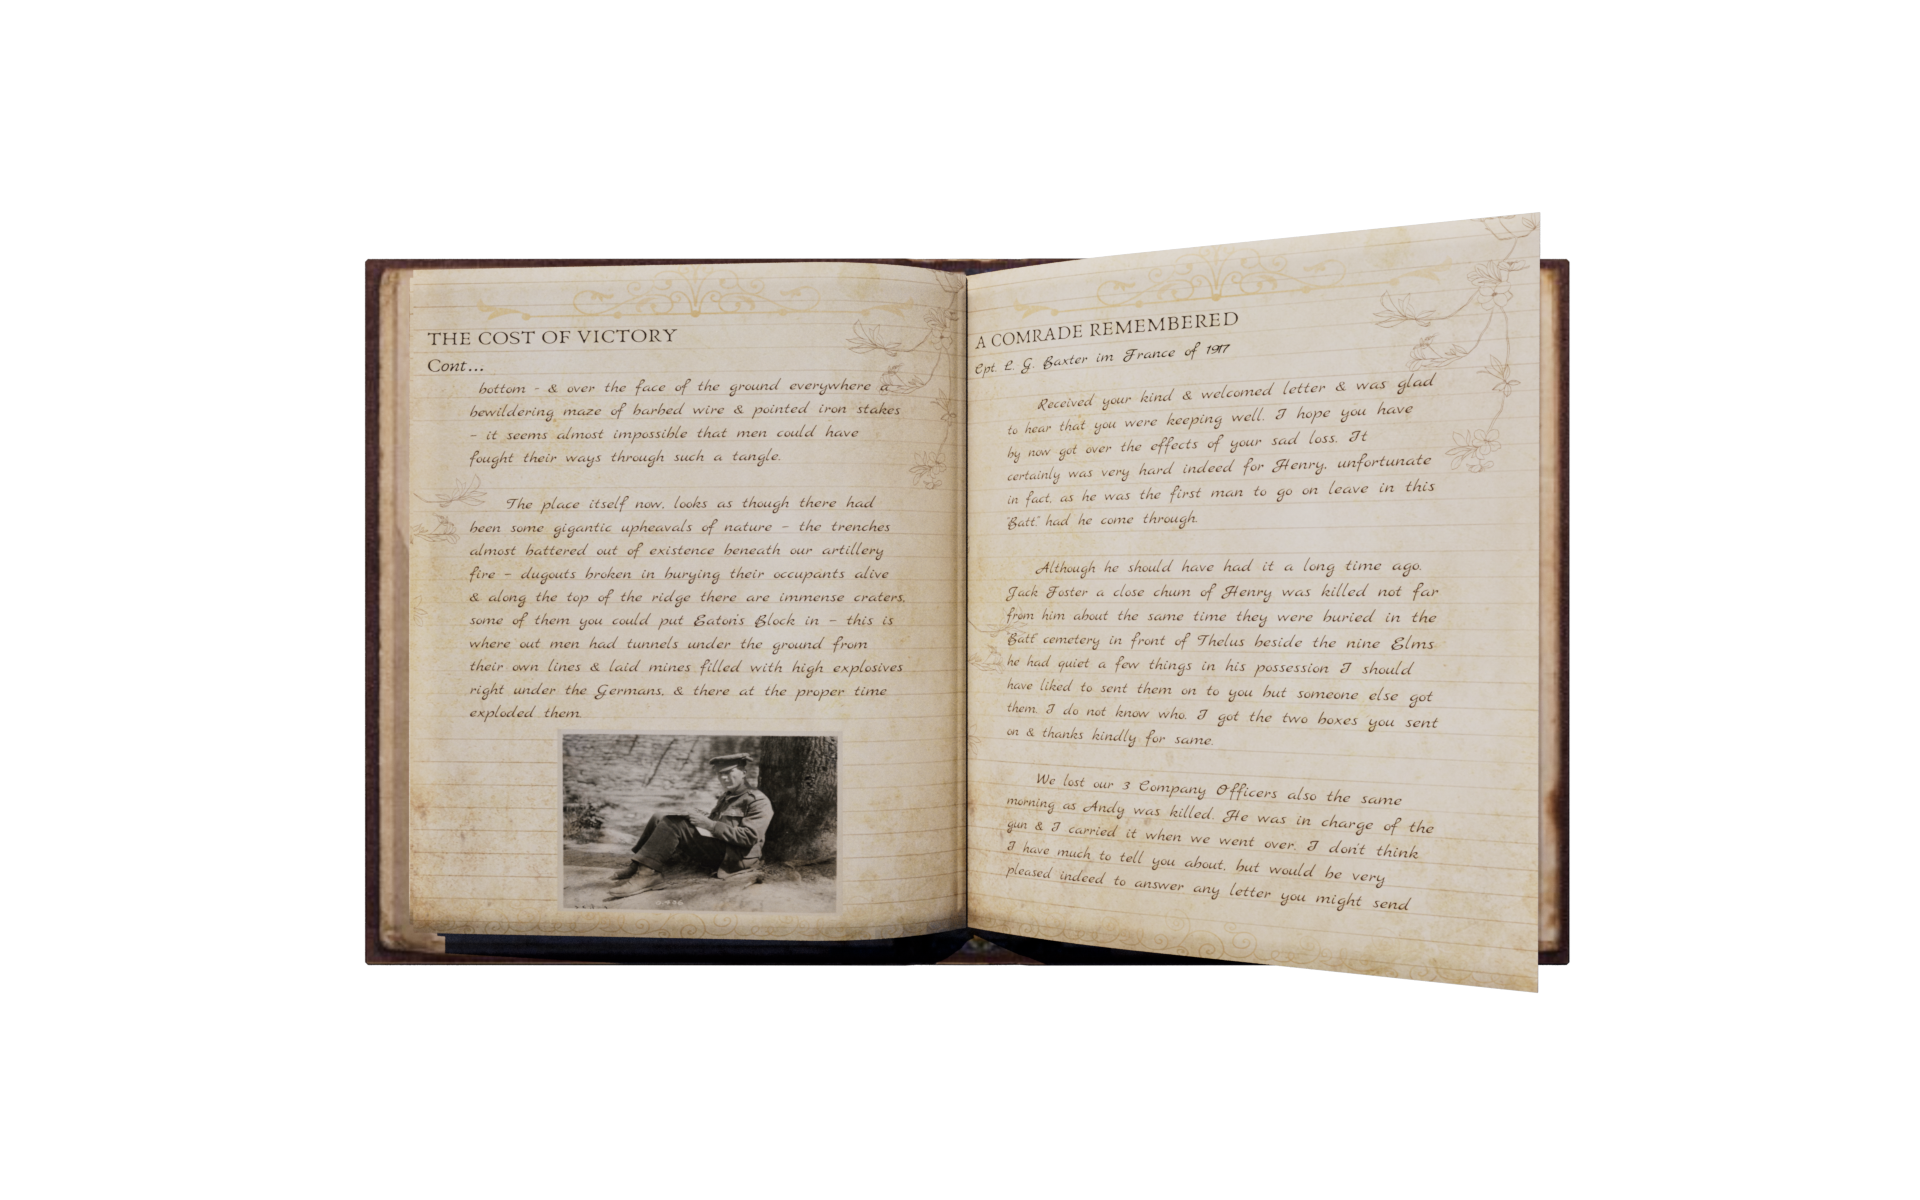 THE COST OF VICTORY
Cont...
bottom - & over the face of the ground everywhere a
bewildering maze of barbed wire & pointed iron stakes
- it seems almost impossible that men could have
fought their ways through such a tangle.
The place itself now, looks as though there had
been some gigantic upheavals of nature - the trenches
almost battered out of existence beneath our artillery
fire - dugouts broken in burying their occupants alive
& along the top of the ridge there are immense craters,
some of them you could put Eaton's Block in - this is
where out men had tunnels under the ground from
their own lines & laid mines filled with high explosives
right under the Germans, & there at the proper time
exploded them.
A COMRADE REMEMBERED
Cpt. L. G. Baxter im France of 1917
Received your kind & welcomed letter & was glad
to hear that you were keeping well. I hope you have
by now got over the effects of your sad loss. It
certainly was very hard indeed for Henry, unfortunate
in fact, as he was the first man to go on leave in this
"Batt." had he come through.
Although he should have had it a long time ago.
Jack Foster a close chum of Henry was killed not far
from him about the same time they were buried in the
"Batt" cemetery in front of Thelus beside the nine Elms
he had quiet a few things in his possession I should
have liked to sent them on to you but someone else got
them. I do not know who. I got the two boxes you sent
on & thanks kindly for same.
We lost our 3 Company Officers also the same
morning as Andy was killed. He was in charge of the
gun & I carried it when we went over. I don't think
I have much to tell you about, but would be very
pleased indeed to answer any letter you might send